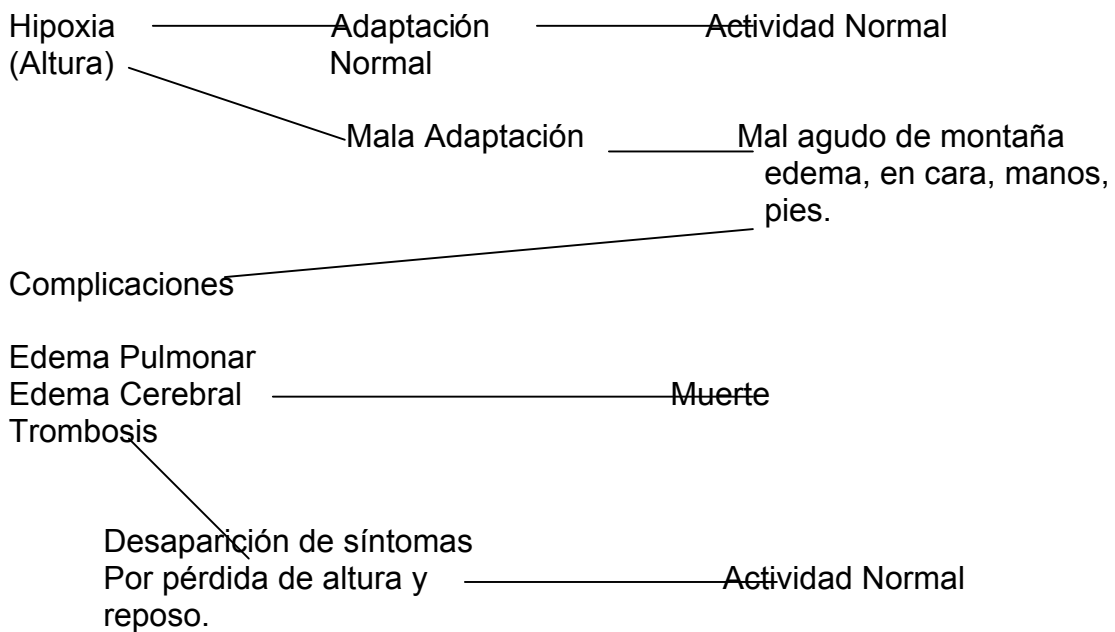 Hipoxia Adaptación Actividad Normal
(Altura) Normal
Mala Adaptación Mal agudo de montaña
edema, en cara, manos,
pies.
Complicaciones
Edema Pulmonar
Edema Cerebral Muerte
Trombosis
Desaparición de síntomas
Por pérdida de altura y Actividad Normal
reposo.